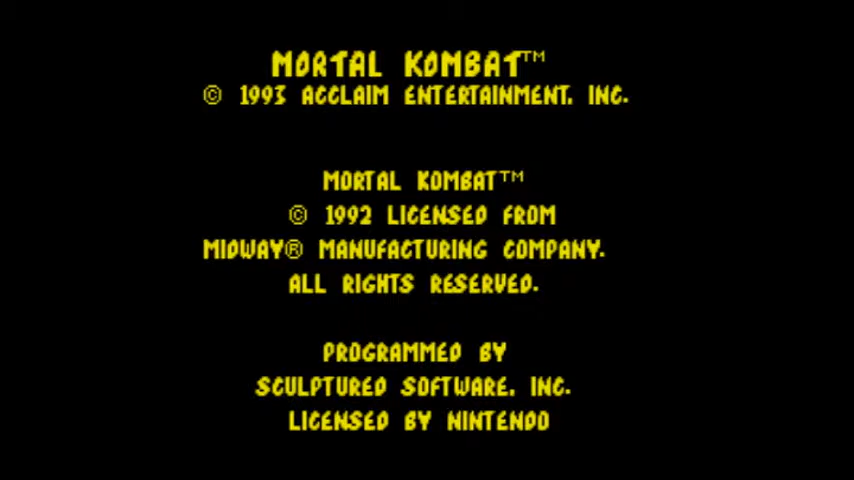 MORTAL KOMBAT™
© 1993 ACCLAIM ENTERTAINMENT, INC.
MORTAL KOMBAT™
© 1992 LICENSED FROM
MIDWAY® MANUFACTURING COMPANY.
ALL RIGHTS RESERVED.
PROGRAMMED BY
SCULPTURED SOFTWARE, INC.
LICENSED BY NINTENDO